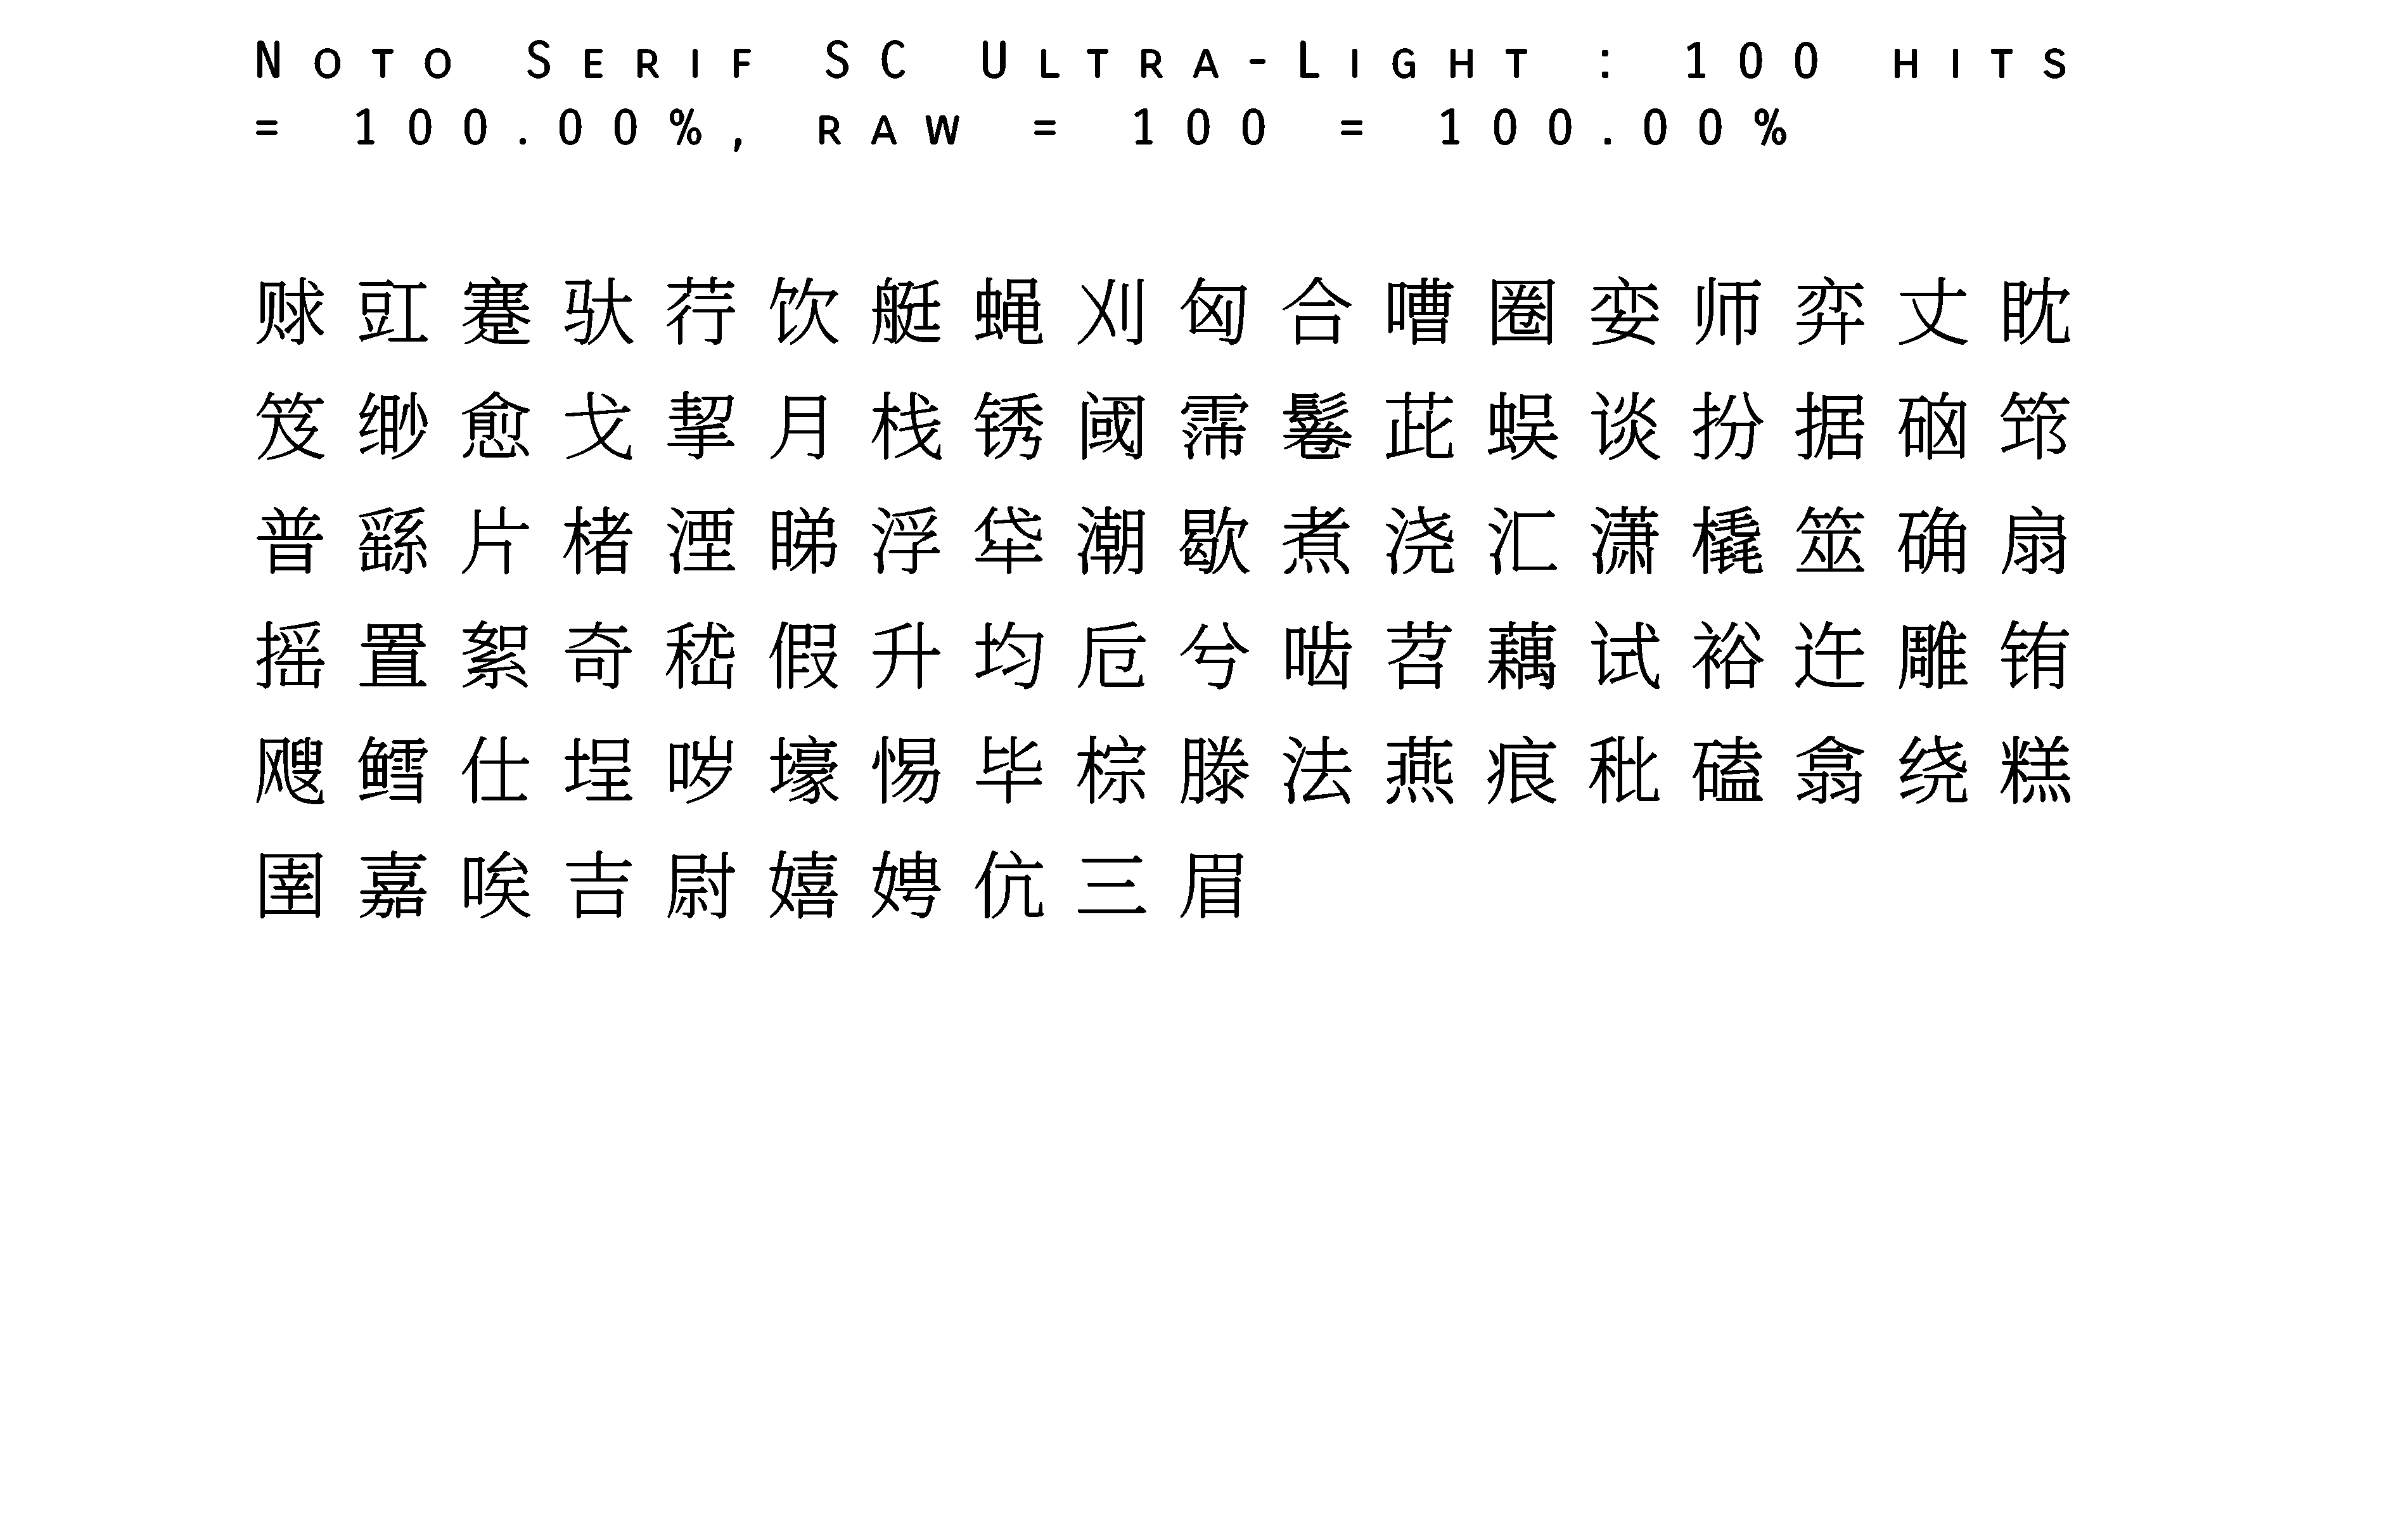 Noto Serif SC Ultra-Light : 100 hits
= 100.00%, raw = 100 = 100.00%
赇豇蹇驮荇饮艇蝇刈匈合嘈圈娈师弈丈眈
笈缈愈戈挈月栈锈阈霈鬈茈蜈谈扮据硇筇
普繇片楮湮睇浮牮潮歇煮浇汇潇橇筮确扇
摇置絮奇嵇假升均卮兮啮苕藕试裕迕雕铕
飕鳕仕埕哕壕惕毕棕滕法燕痕秕磕翕绕糕
圉嘉唉吉尉嬉娉伉三眉